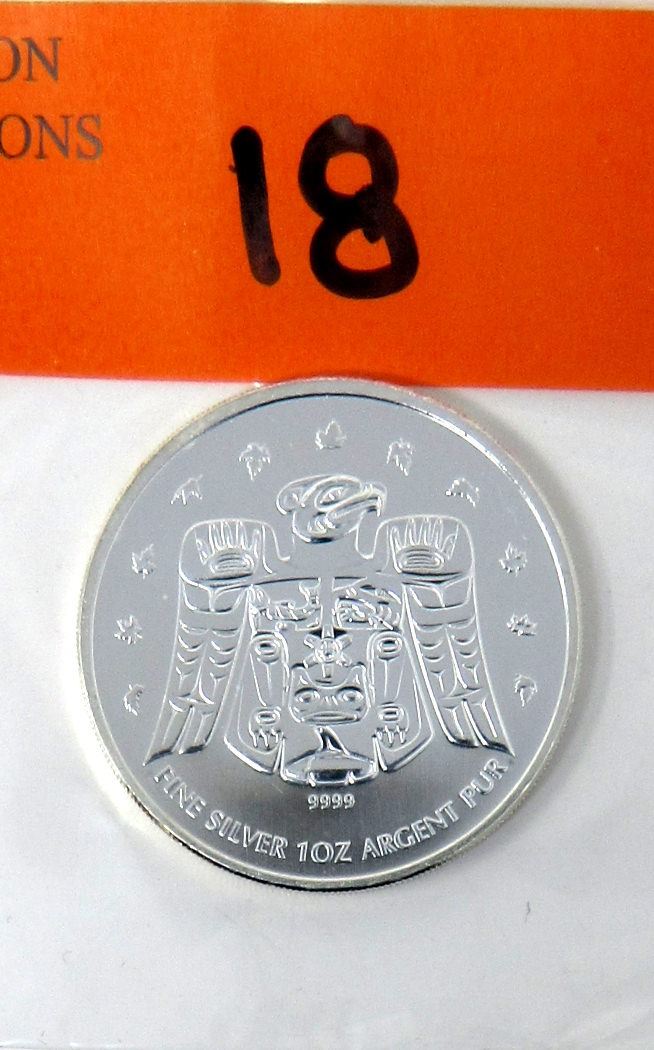 ON
ONS
18
9999
FINE SILVER 1OZ ARGENT PUR